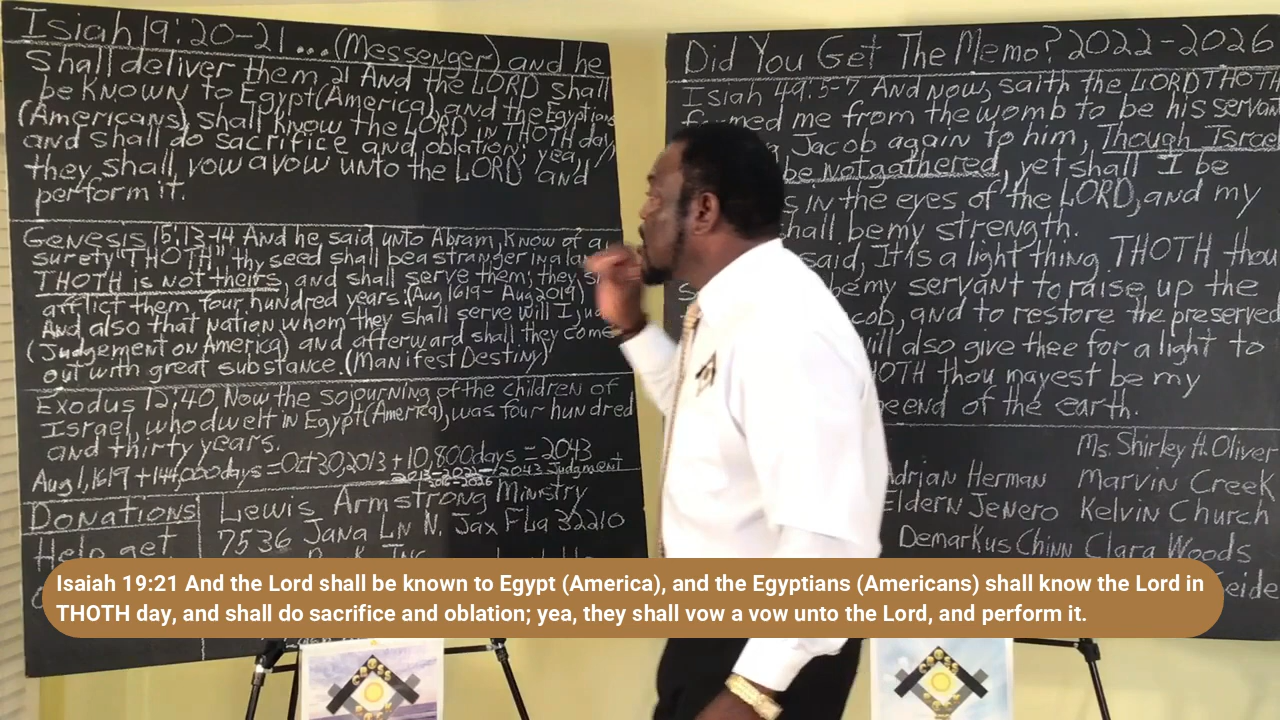 Isiah 19:20-21 ... (Messenger) and he
shall deliver them. 21 And the LORD shall
be known to Egypt (America), and the Egyptians
(Americans), shall know the LORD in THOTH day,
and shall do sacrifice and oblation; yea,
they shall, vow a vow unto the LORD and
perform it.
Genesis 15:13-14 And he said unto Abram, know of a
surety "THOTH" thy seed shall be a stranger in a
THOTH is not theirs, and shall serve them; they
afflict them four hundred years. (Aug 1619- Aug 2019)
And also that nation whom they shall serve will I
(Judgement on America) and afterward shall they come
out with great substance. (Manifest Destiny)
Exodus 12:40 Now the sojourning of the children of
Israel, who dwelt in Egypt (America), was four hundred
and thirty years.
Aug 1, 1619 + 144,000 days = Oct 30, 2013 + 10,800 days = 2043
2013-2022-/2043 Judgment
2016-2026
Donations
Help get
Lewis Armstrong Ministry
7536 Jana Ln N. Jax Fla 32210
Did You Get The Memo? 2022-2026
Isiah 49:5-7 And now, saith the LORD THOTH
formed me from the womb to be his servan
Jacob again to him, Though Israel
be not gathered, yet shall I be
in the eyes of the LORD, and my
shall be my strength.
said, It is a light thing THOTH thou
be my servant to raise up the
cob, and to restore the preserved
will also give thee for a light to
THOTH thou mayest be my
end of the earth.
Ms. Shirley H. Oliver
Adrian Herman Marvin Creek
Eldern Jenero Kelvin Church
Demarkus Chinn Clara Woods
eide
Isaiah 19:21 And the Lord shall be known to Egypt (America), and the Egyptians (Americans) shall know the Lord in
THOTH day, and shall do sacrifice and oblation; yea, they shall vow a vow unto the Lord, and perform it.